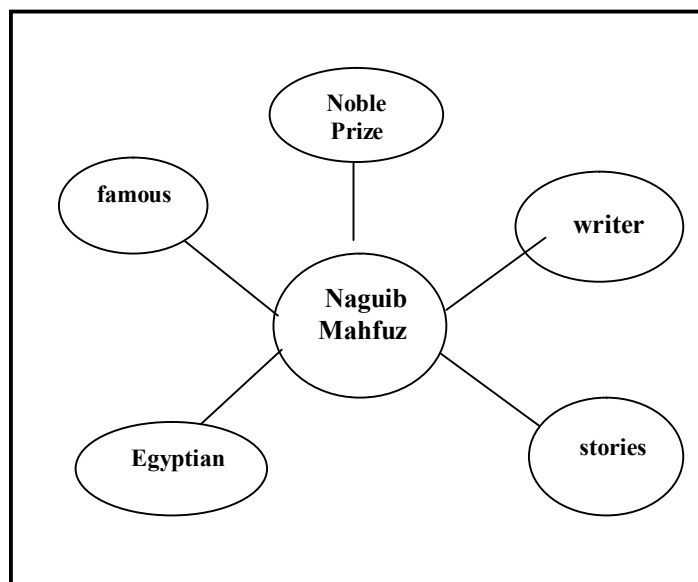 Noble
Prize
famous
writer
Naguib
Mahfuz
Egyptian
stories